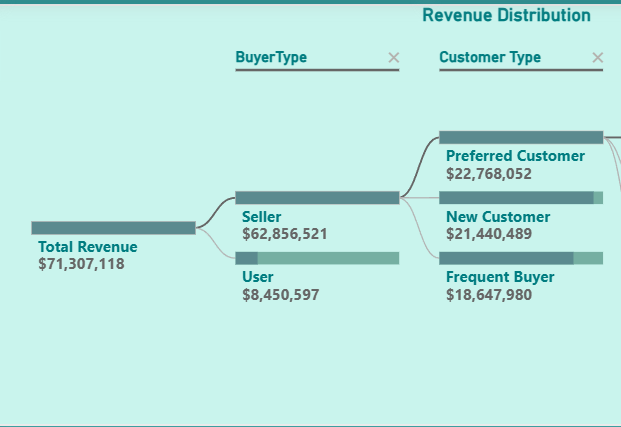 Revenue Distribution
BuyerType
Customer Type
Preferred Customer
$22,768,052
Seller
$62,856,521
New Customer
$21,440,489
Total Revenue
$71,307,118
User
$8,450,597
Frequent Buyer
$18,647,980